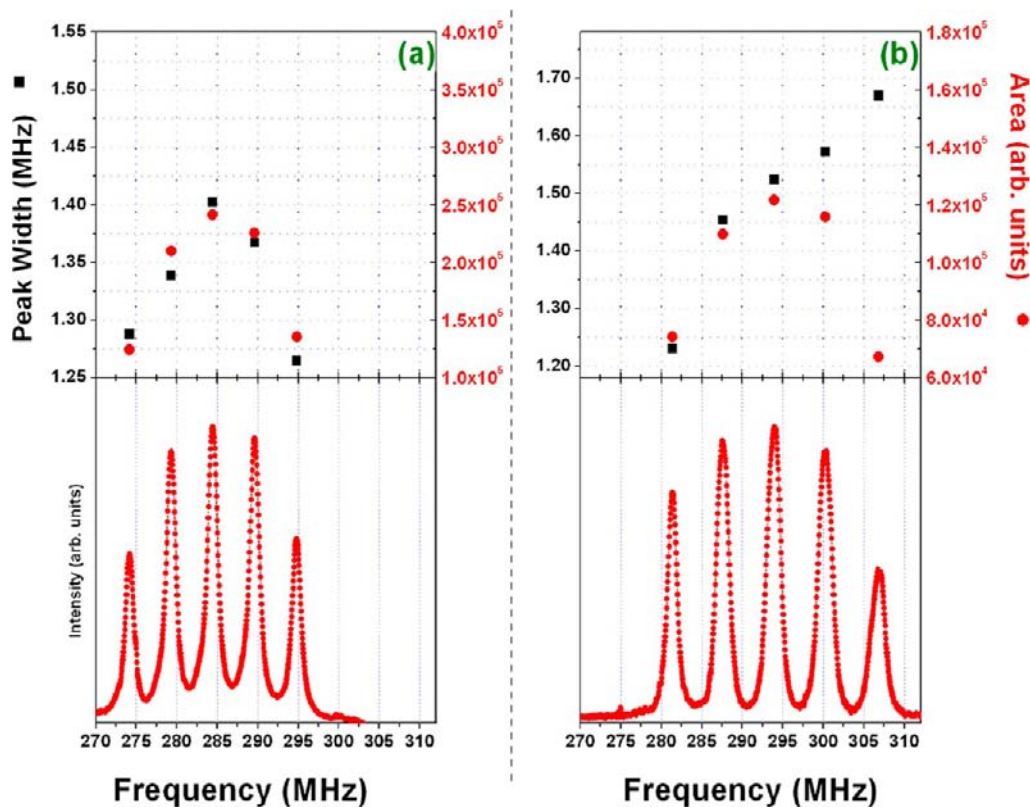 (a)
1.55
1.50
1.45
1.40
1.35
1.30
1.25
Peak Width (MHz)
4.0x10⁵
3.5x10⁵
3.0x10⁵
2.5x10⁵
2.0x10⁵
1.5x10⁵
1.0x10⁵
Intensity (arb. units)
270 275 280 285 290 295 300 305 310
Frequency (MHz)
(b)
1.70
1.60
1.50
1.40
1.30
1.20
1.8x10⁵
1.6x10⁵
1.4x10⁵
1.2x10⁵
1.0x10⁵
8.0x10⁴
6.0x10⁴
Area (arb. units)
270 275 280 285 290 295 300 305 310
Frequency (MHz)